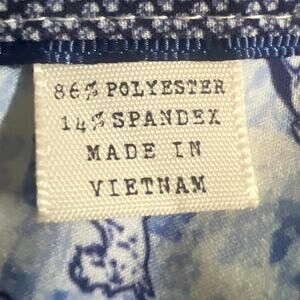 86% POLYESTER
14% SPANDEX
MADE IN
VIETNAM